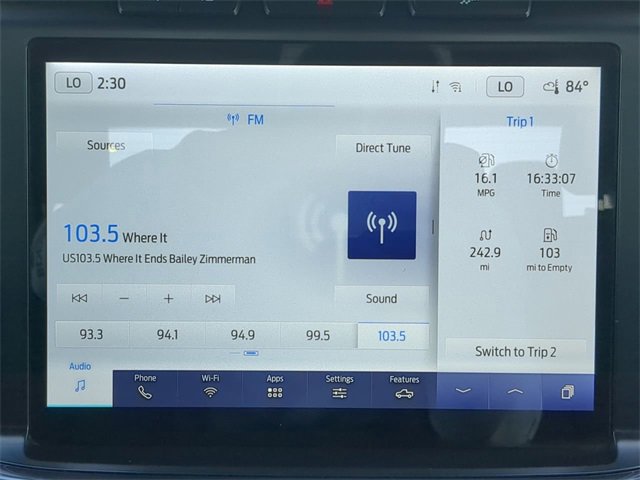 LO 2:30 LO 84°
FM
Sources
Direct Tune
103.5 Where It
US103.5 Where It Ends Bailey Zimmerman
Sound
93.3 94.1 94.9 99.5 103.5
Trip 1
16.1 16:33:07
MPG Time
242.9 103
mi mi to Empty
Switch to Trip 2
Audio Phone Wi-Fi Apps Settings Features